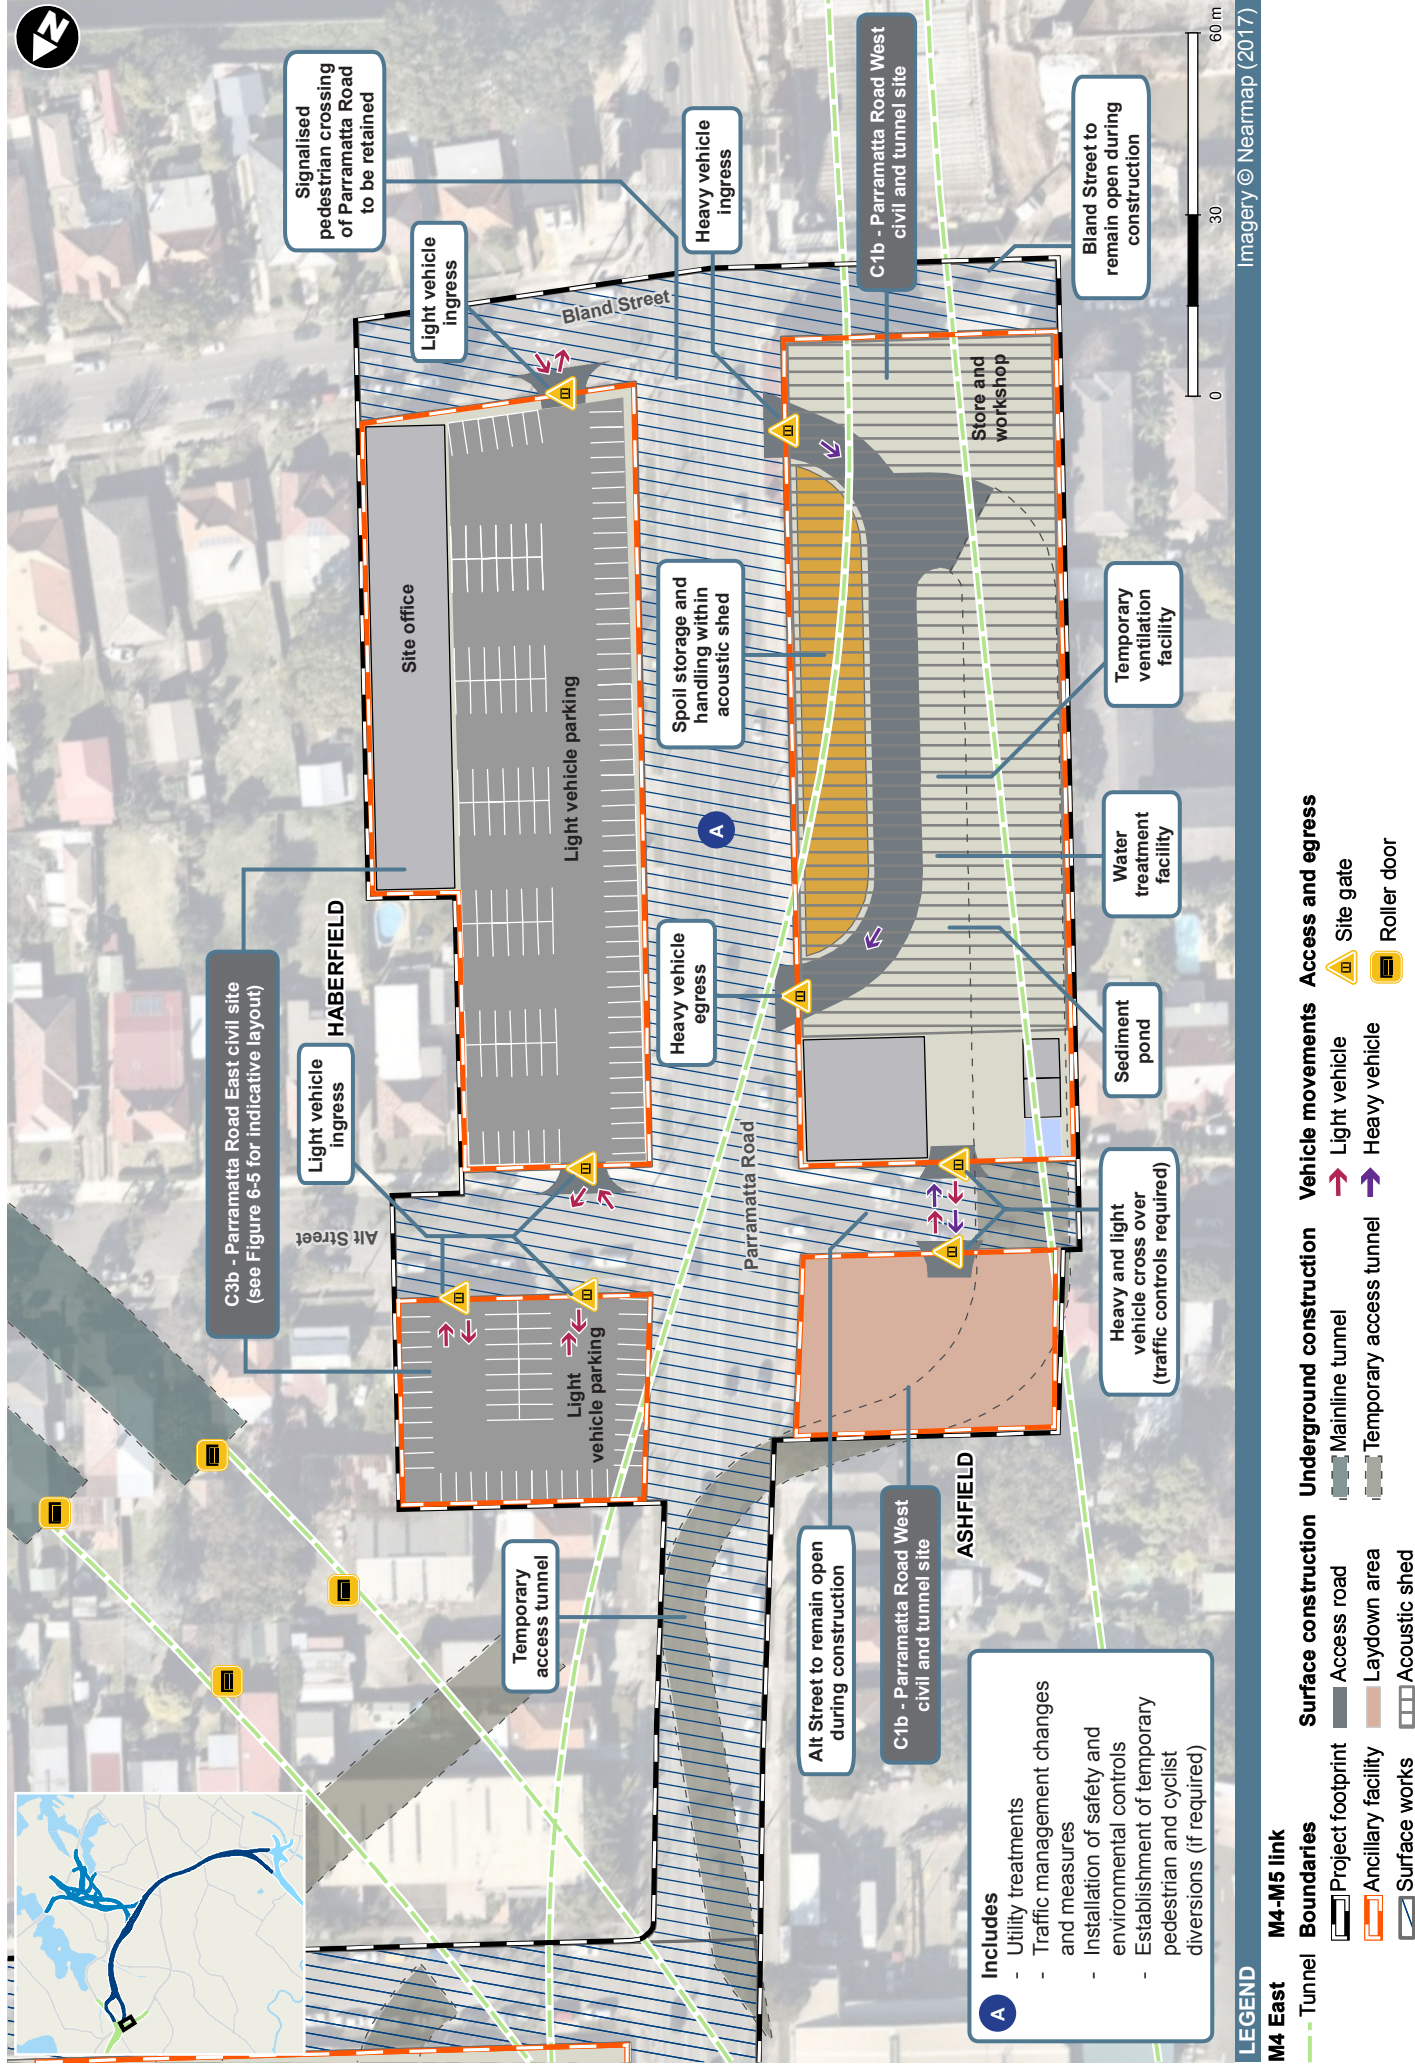 N
Signalised
pedestrian crossing
of Parramatta Road
to be retained
Light vehicle
ingress
Heavy vehicle
ingress
C1b - Parramatta Road West
civil and tunnel site
Bland Street to
remain open during
construction
Bland Street
Site office
Light vehicle parking
Store and
workshop
Spoil storage and
handling within
acoustic shed
A
Temporary
ventilation
facility
Water
treatment
facility
Sediment
pond
Heavy vehicle
egress
HABERFIELD
C3b - Parramatta Road East civil site
(see Figure 6-5 for indicative layout)
Light vehicle
ingress
Alt Street
Parramatta Road
Light
vehicle parking
Heavy and light
vehicle cross over
(traffic controls required)
Temporary
access tunnel
Alt Street to remain open
during construction
C1b - Parramatta Road West
civil and tunnel site
ASHFIELD
A Includes
- Utility treatments
- Traffic management changes
and measures
- Installation of safety and
environmental controls
- Establishment of temporary
pedestrian and cyclist
diversions (if required)
0 30 60 m
LEGEND
Imagery © Nearmap (2017)
M4 East
Tunnel
M4-M5 link
Boundaries
Project footprint
Ancillary facility
Surface works
Surface construction
Access road
Laydown area
Acoustic shed
Underground construction
Mainline tunnel
Temporary access tunnel
Vehicle movements
Light vehicle
Heavy vehicle
Access and egress
Site gate
Roller door